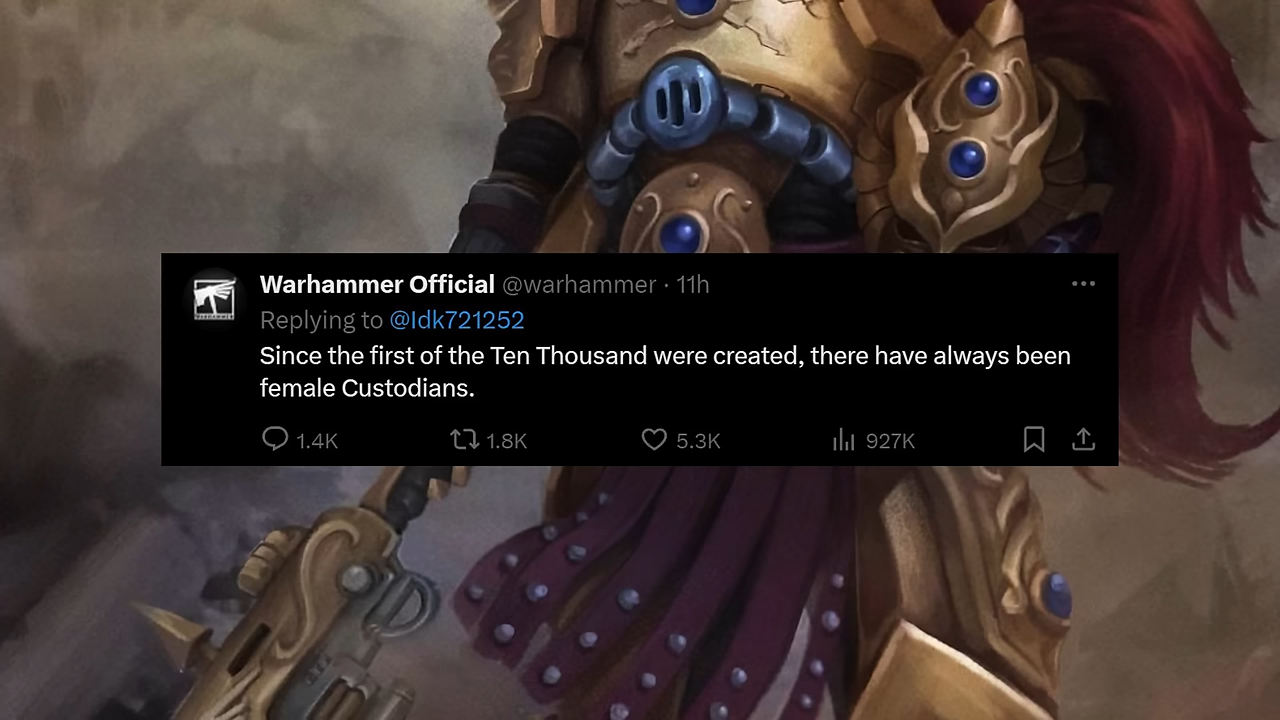 Warhammer Official @warhammer · 11h
Replying to @Idk721252
Since the first of the Ten Thousand were created, there have always been
female Custodians.
1.4K 1.8K 5.3K 927K